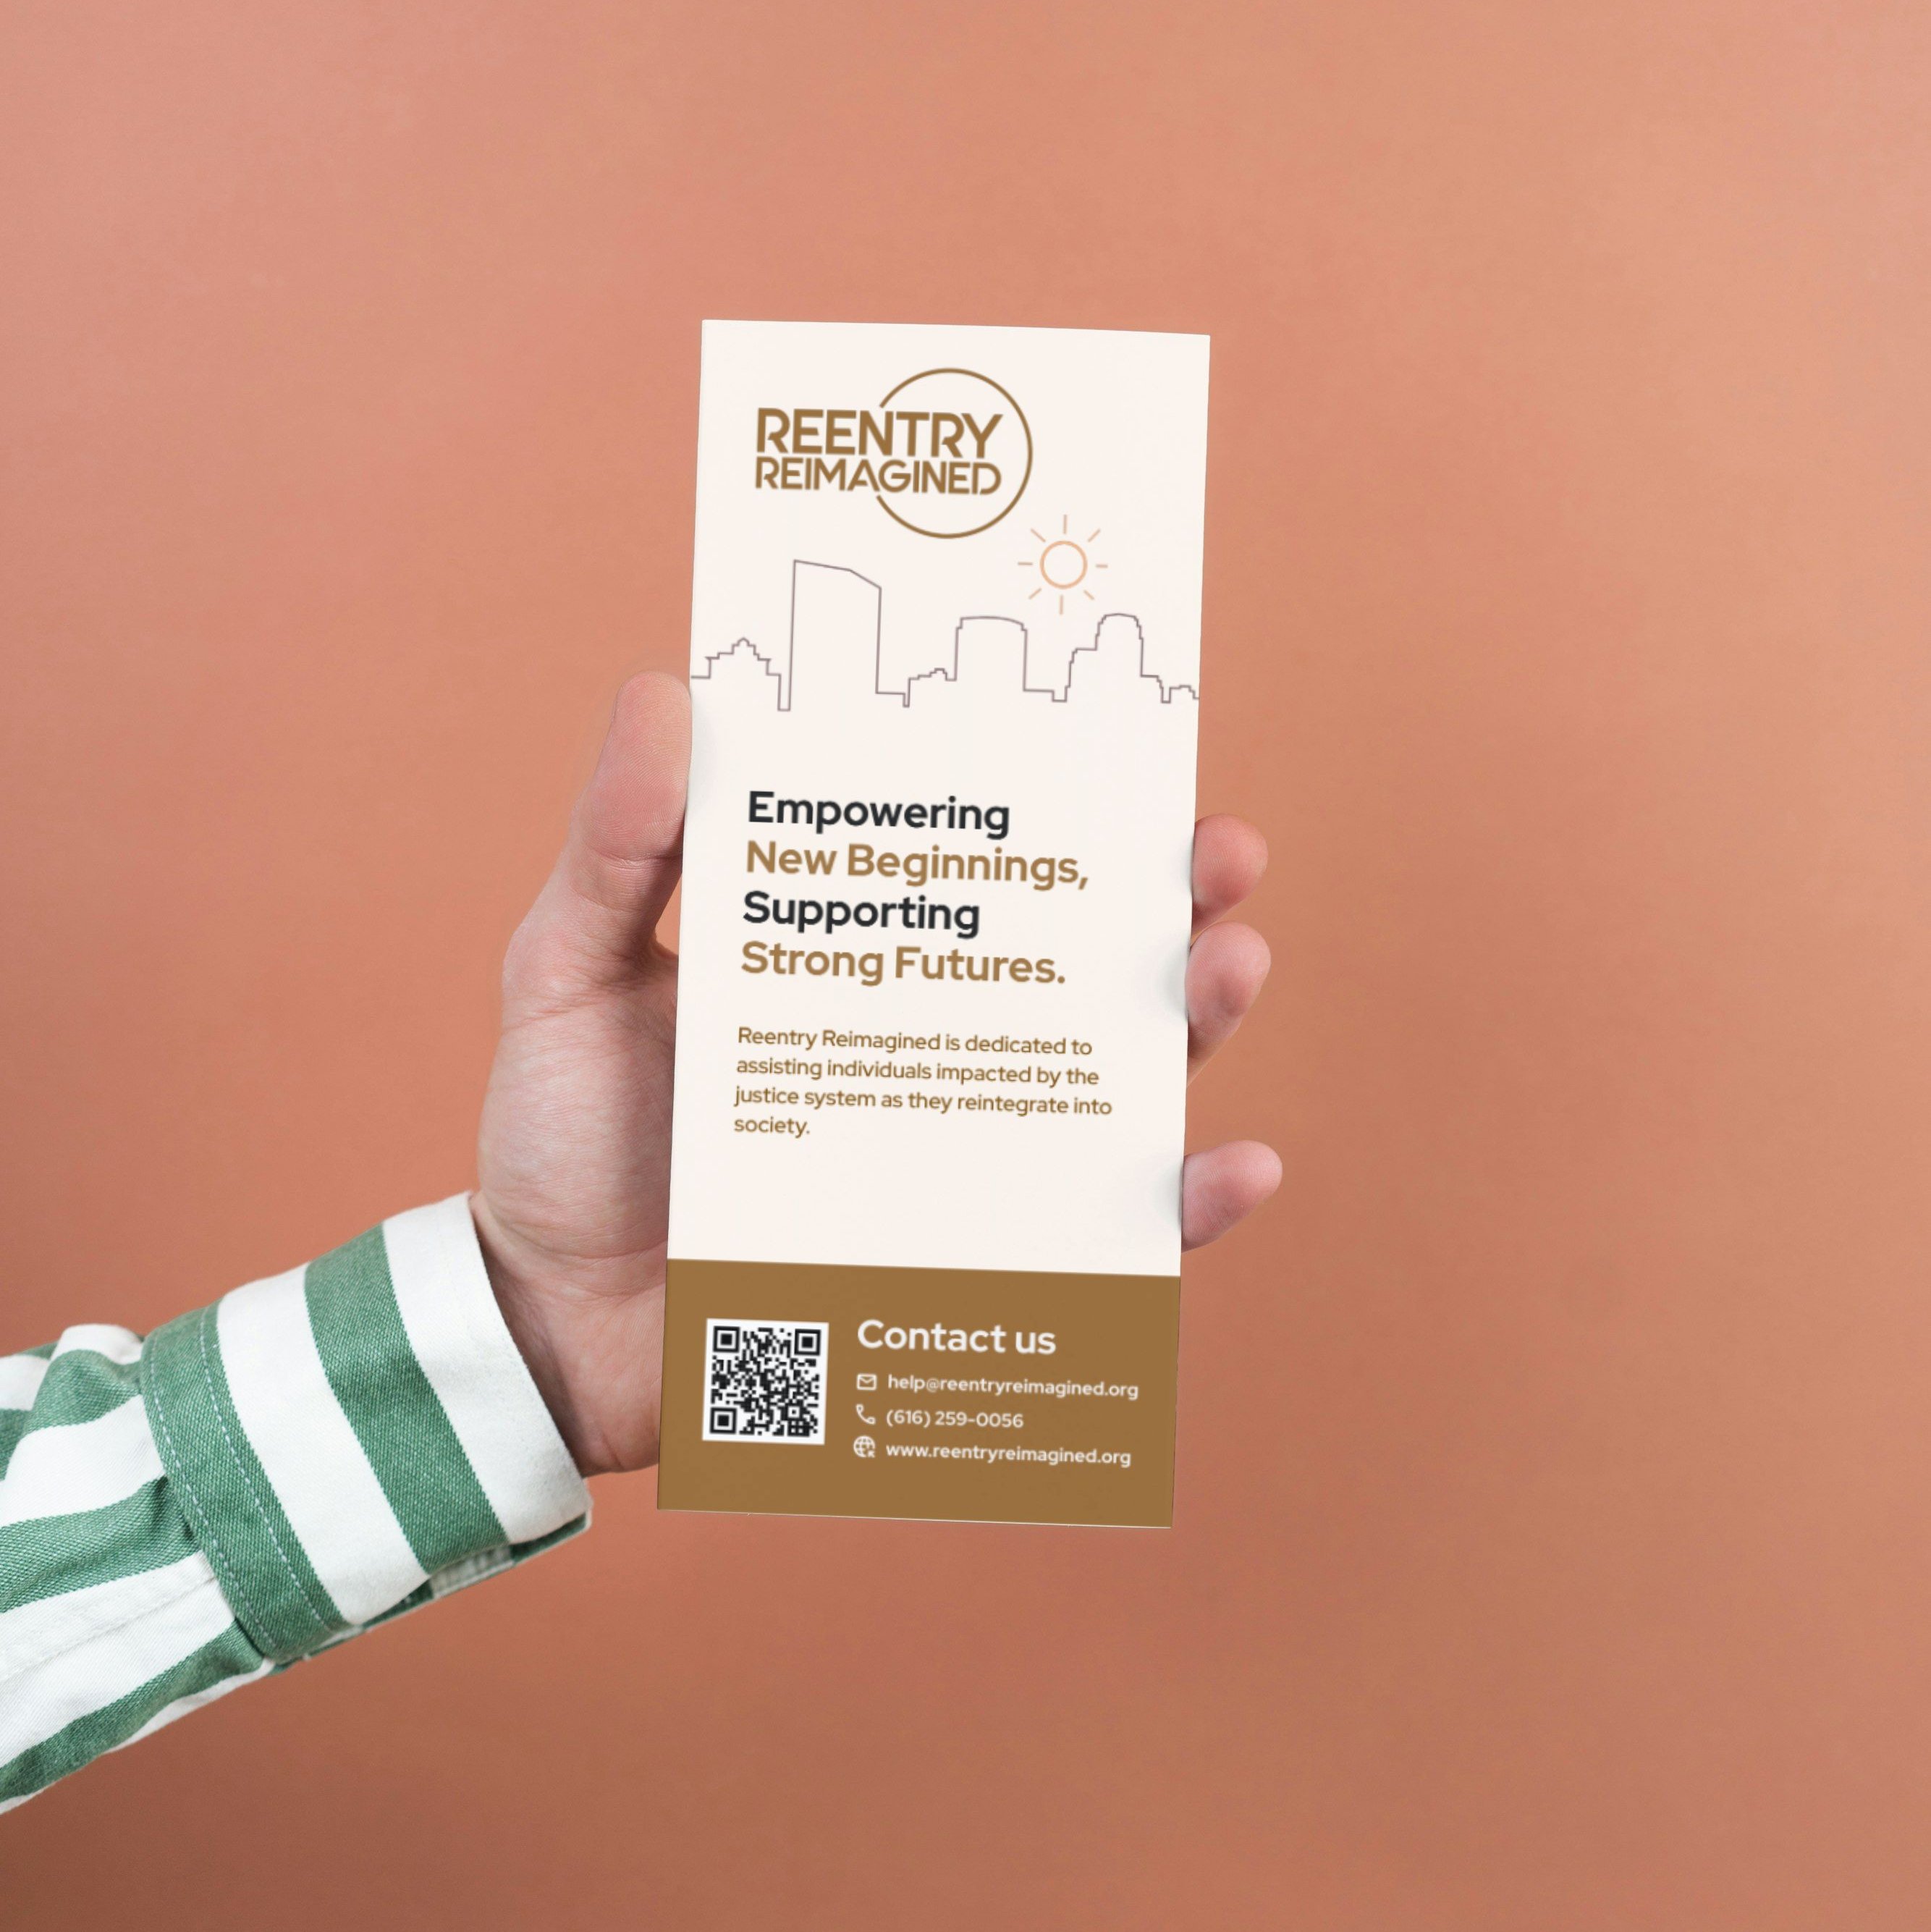 REENTRY
REIMAGINED
Empowering
New Beginnings,
Supporting
Strong Futures.
Reentry Reimagined is dedicated to
assisting individuals impacted by the
justice system as they reintegrate into
society.
Contact us
help@reentryreimagined.org
(616) 259-0056
www.reentryreimagined.org